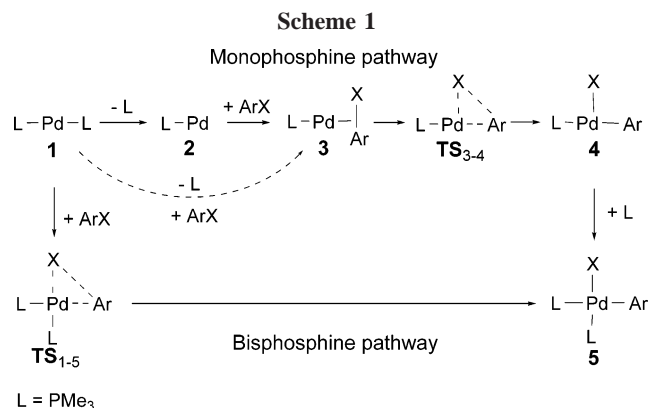 Scheme 1
Monophosphine pathway
L-Pd-L - L L-Pd + ArX L-Pd X Ar L-Pd X Ar L-Pd X Ar
1 2 3 TS3-4 4
- L
+ ArX
+ ArX
+ L
X
L-Pd Ar
L
TS1-5
Bisphosphine pathway
X
L-Pd-Ar
L
5
L = PMe3